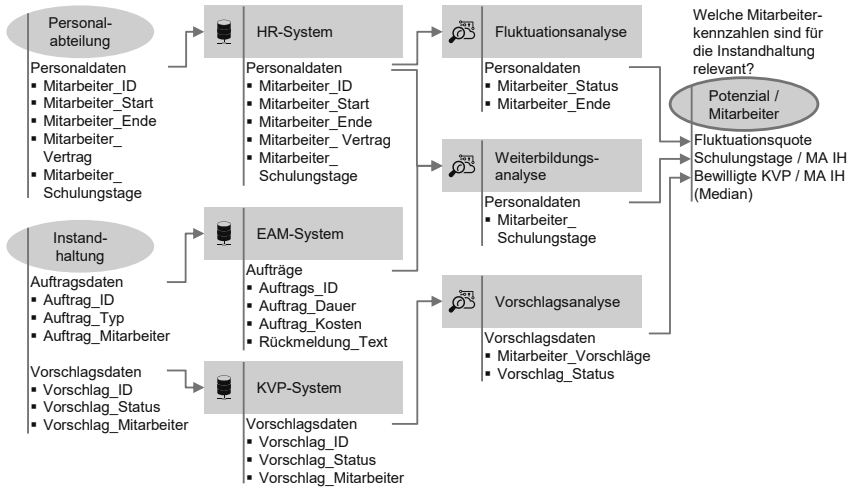 Personal-
abteilung
Personaldaten
▪ Mitarbeiter_ID
▪ Mitarbeiter_Start
▪ Mitarbeiter_Ende
▪ Mitarbeiter_
Vertrag
▪ Mitarbeiter_
Schulungstage
Instand-
haltung
Auftragsdaten
▪ Auftrag_ID
▪ Auftrag_Typ
▪ Auftrag_Mitarbeiter
Vorschlagsdaten
▪ Vorschlag_ID
▪ Vorschlag_Status
▪ Vorschlag_Mitarbeiter
HR-System
Personaldaten
▪ Mitarbeiter_ID
▪ Mitarbeiter_Start
▪ Mitarbeiter_Ende
▪ Mitarbeiter_ Vertrag
▪ Mitarbeiter_
Schulungstage
EAM-System
Aufträge
▪ Auftrags_ID
▪ Auftrag_Dauer
▪ Auftrag_Kosten
▪ Rückmeldung_Text
KVP-System
Vorschlagsdaten
▪ Vorschlag_ID
▪ Vorschlag_Status
▪ Vorschlag_Mitarbeiter
Fluktuationsanalyse
Personaldaten
▪ Mitarbeiter_Status
▪ Mitarbeiter_Ende
Weiterbildungs-
analyse
Personaldaten
▪ Mitarbeiter_
Schulungstage
Vorschlagsanalyse
Vorschlagsdaten
▪ Mitarbeiter_Vorschläge
▪ Vorschlag_Status
Welche Mitarbeiter-
kennzahlen sind für
die Instandhaltung
relevant?
Potenzial /
Mitarbeiter
Fluktuationsquote
Schulungstage / MA IH
Bewilligte KVP / MA IH
(Median)